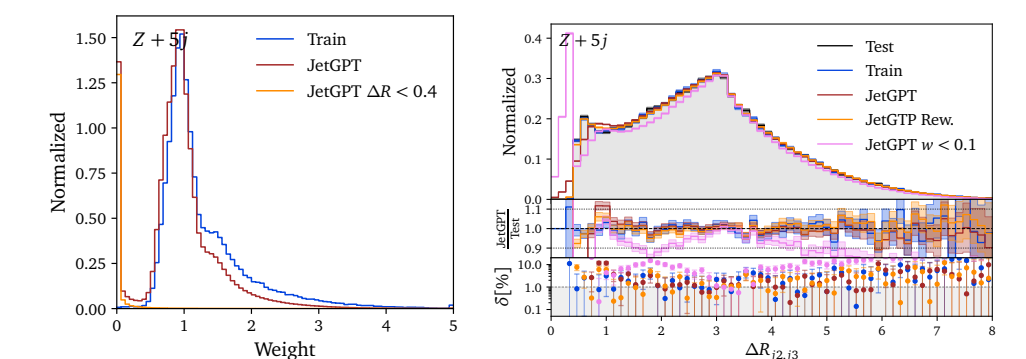 Z + 5j
Train
JetGPT
JetGPT ΔR < 0.4
Normalized
1.50
1.25
1.00
0.75
0.50
0.25
0.00
0 1 2 3 4 5
Weight
Z + 5j
Test
Train
JetGPT
JetGTP Rew.
JetGPT w < 0.1
Normalized
0.4
0.3
0.2
0.1
0.0
JetGPT
Test
1.1
1.0
0.9
δ[%]
10.0
1.0
0.1
0 1 2 3 4 5 6 7 8
ΔR j2,j3